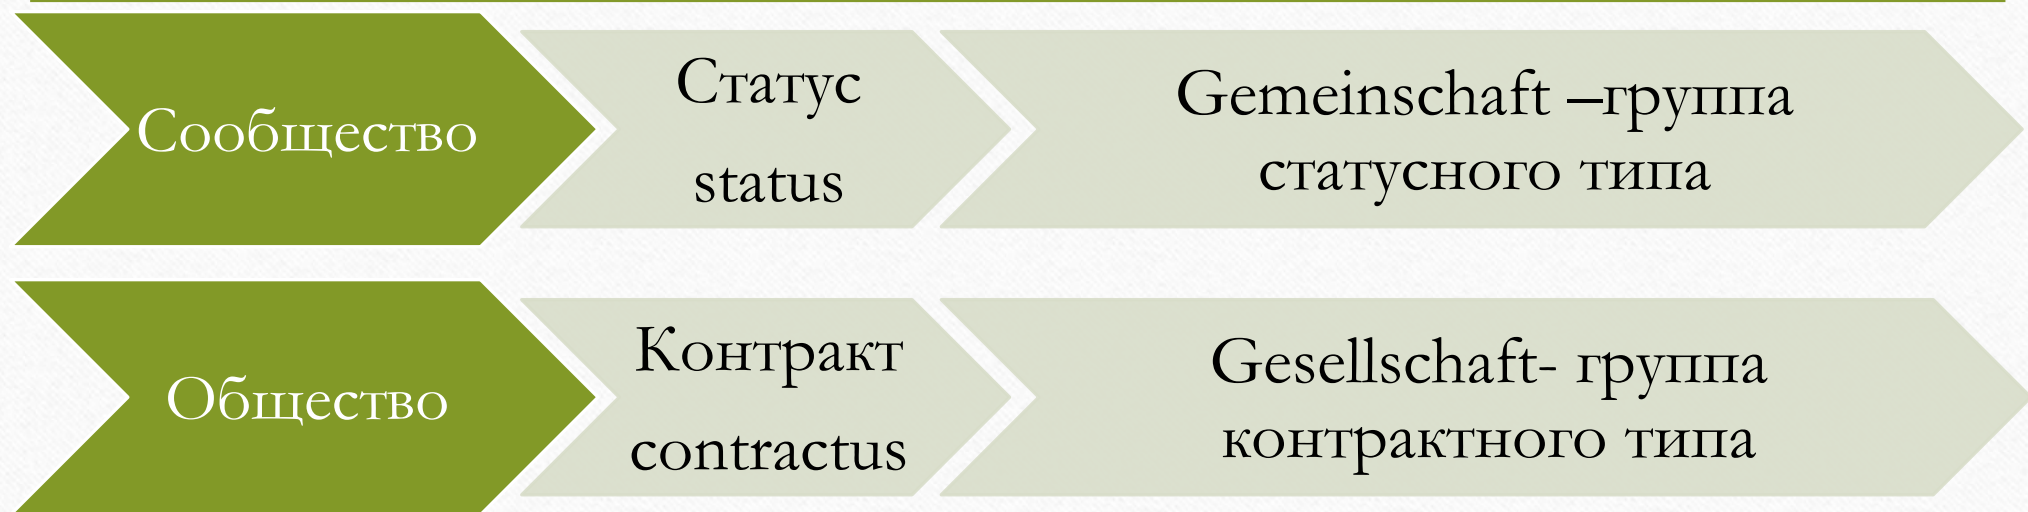 Сообщество
Статус
status
Gemeinschaft –группа
статусного типа
Общество
Контракт
contractus
Gesellschaft- группа
контрактного типа